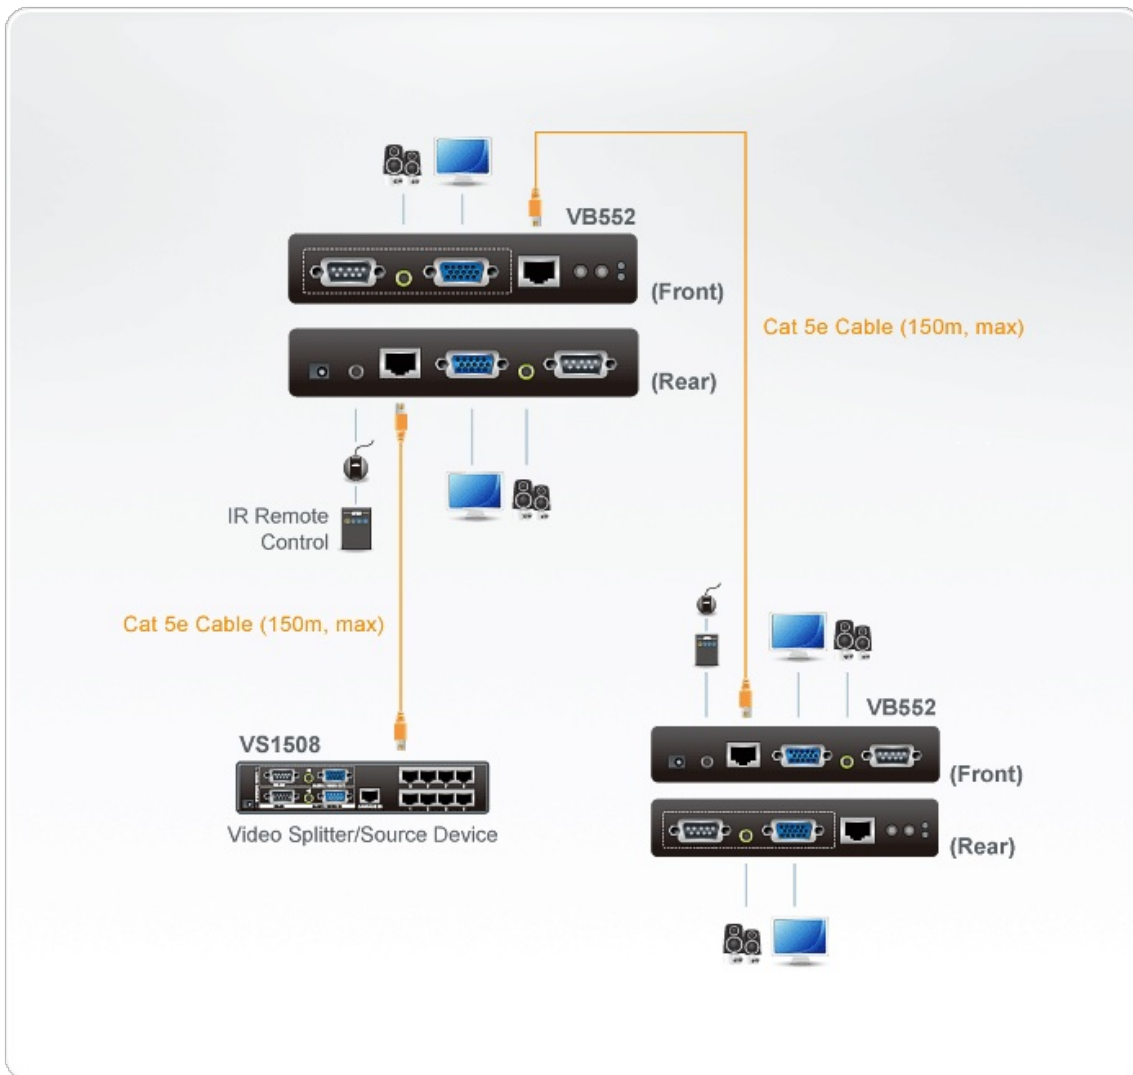 VB552
(Front)
Cat 5e Cable (150m, max)
(Rear)
IR Remote
Control
Cat 5e Cable (150m, max)
VS1508
Video Splitter/Source Device
VB552
(Front)
(Rear)